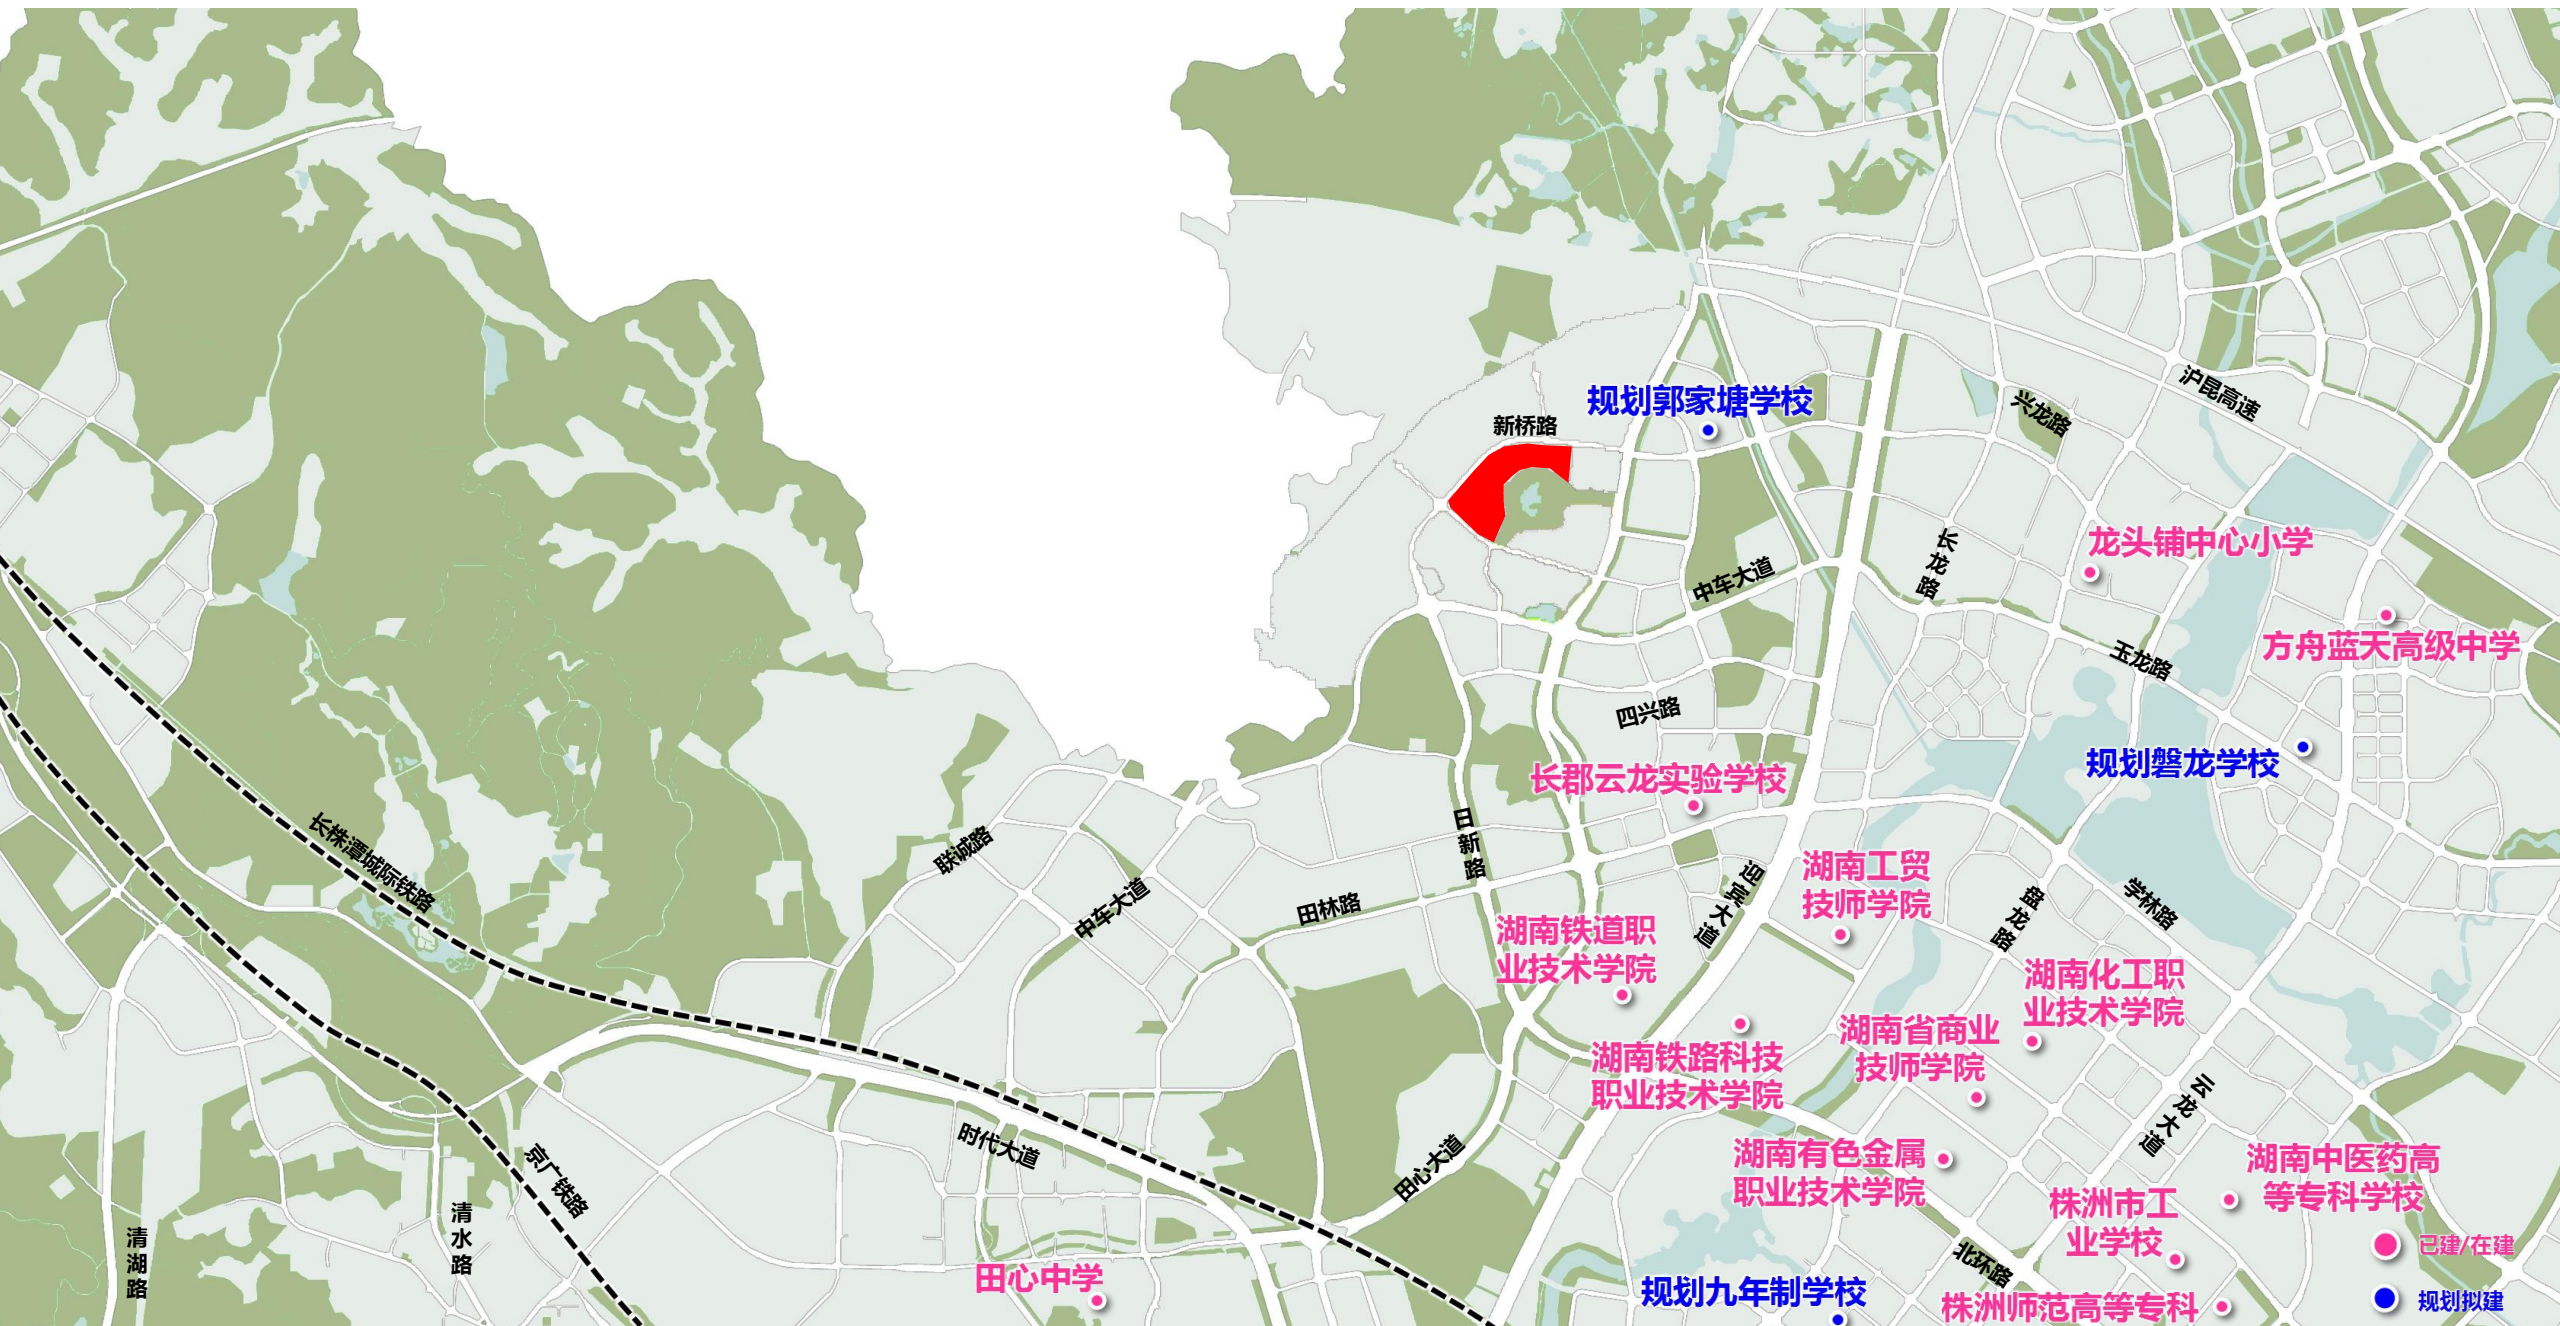 规划郭家塘学校
新桥路
沪昆高速
兴龙路
长龙路
龙头铺中心小学
中车大道
方舟蓝天高级中学
玉龙路
四兴路
规划磐龙学校
长郡云龙实验学校
日新路
长株潭城际铁路
联诚路
中车大道
田林路
迎宾大道
湖南工贸
技师学院
盘龙路
学林路
湖南铁道职
业技术学院
湖南化工职
业技术学院
湖南省商业
技师学院
湖南铁路科技
职业技术学院
云龙大道
时代大道
京广铁路
田心大道
湖南有色金属
职业技术学院
湖南中医药高
等专科学校
株洲市工
业学校
清湖路
清水路
北环路
已建/在建
田心中学
规划九年制学校
株洲师范高等专科
规划拟建